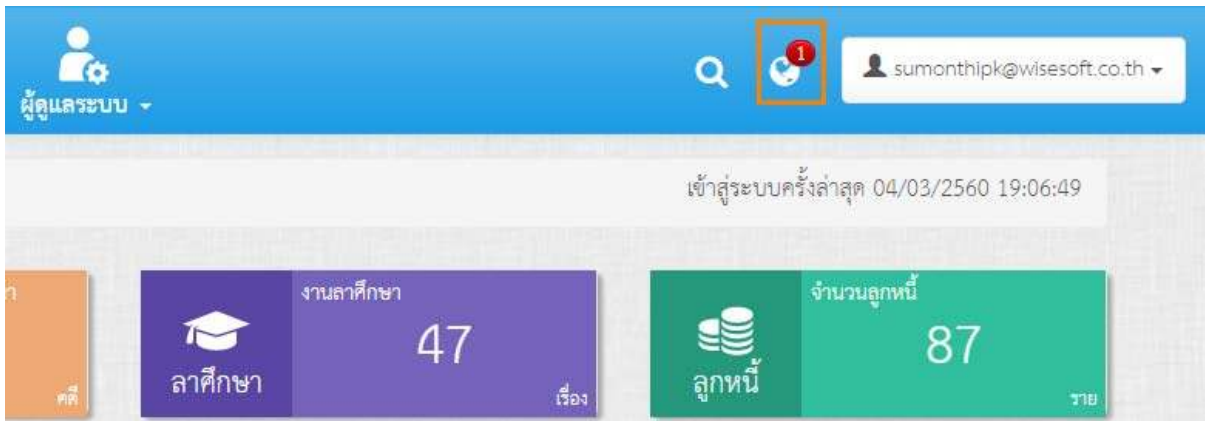 ผู้ดูแลระบบ
1
sumonthipk@wisesoft.co.th
เข้าสู่ระบบครั้งล่าสุด 04/03/2560 19:06:49
คดี
ลาศึกษา
งานลาศึกษา
47
เรื่อง
ลูกหนี้
จำนวนลูกหนี้
87
ราย